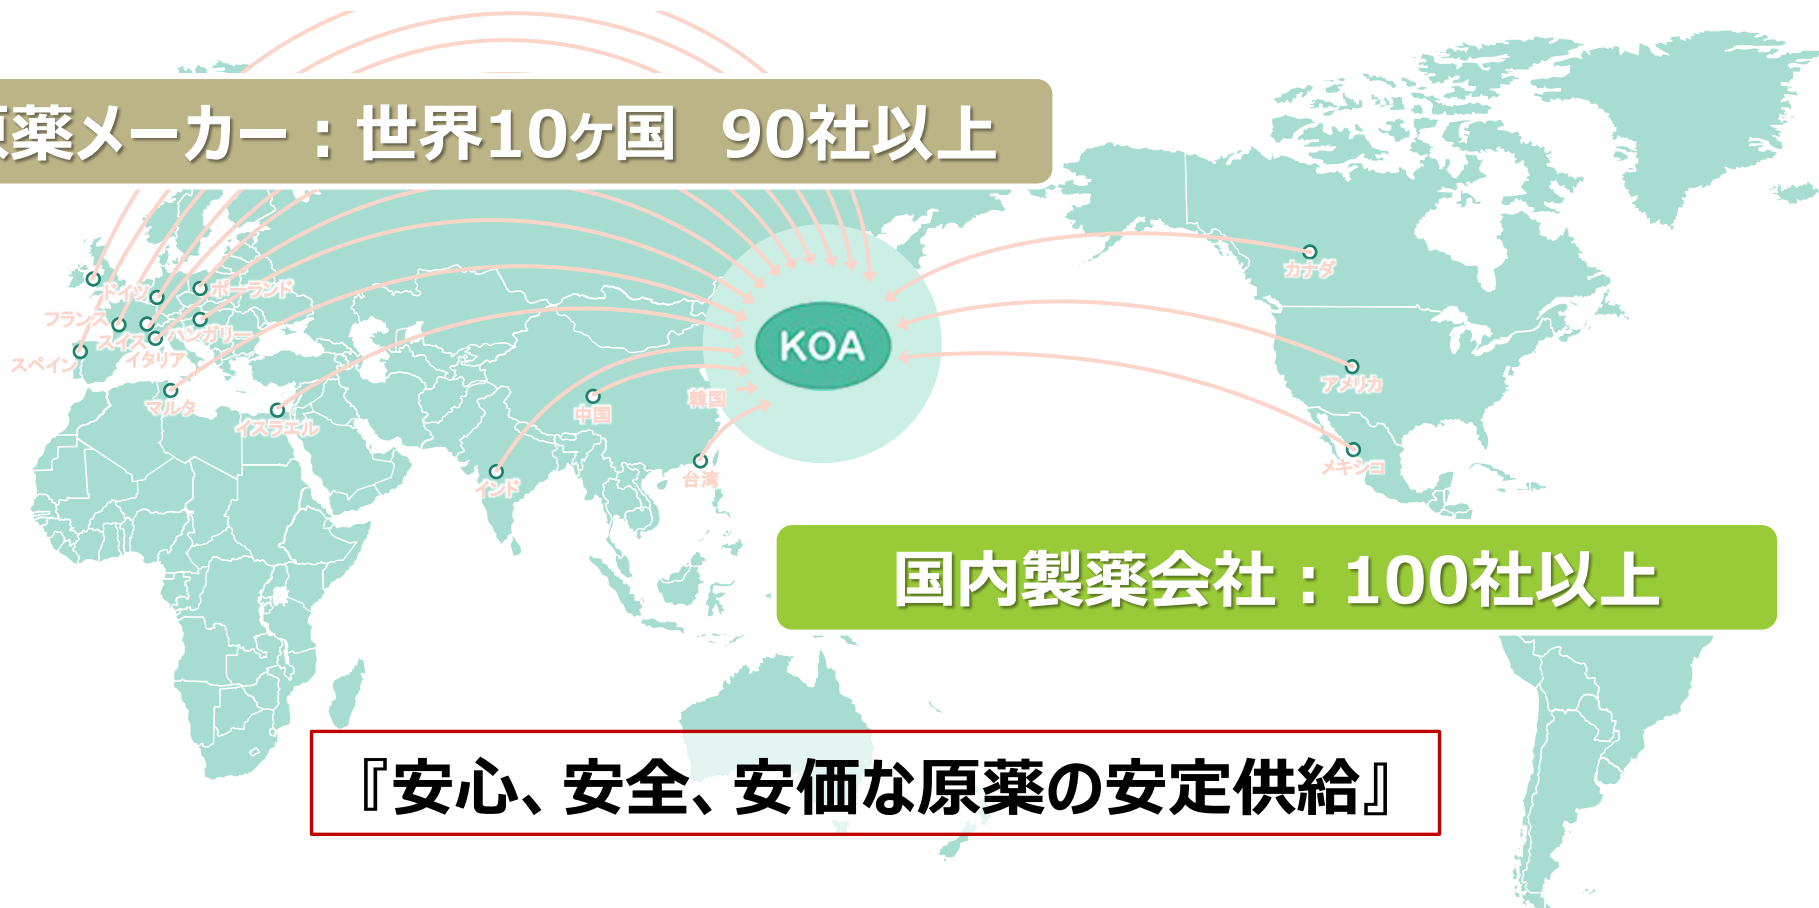 薬メーカー：世界10ヶ国 90社以上
カナダ
ドイツ
ポーランド
フランス
スイス
ハンガリー
スペイン
イタリア
KOA
アメリカ
マルタ
イスラエル
中国
韓国
メキシコ
インド
台湾
国内製薬会社：100社以上
『安心、安全、安価な原薬の安定供給』